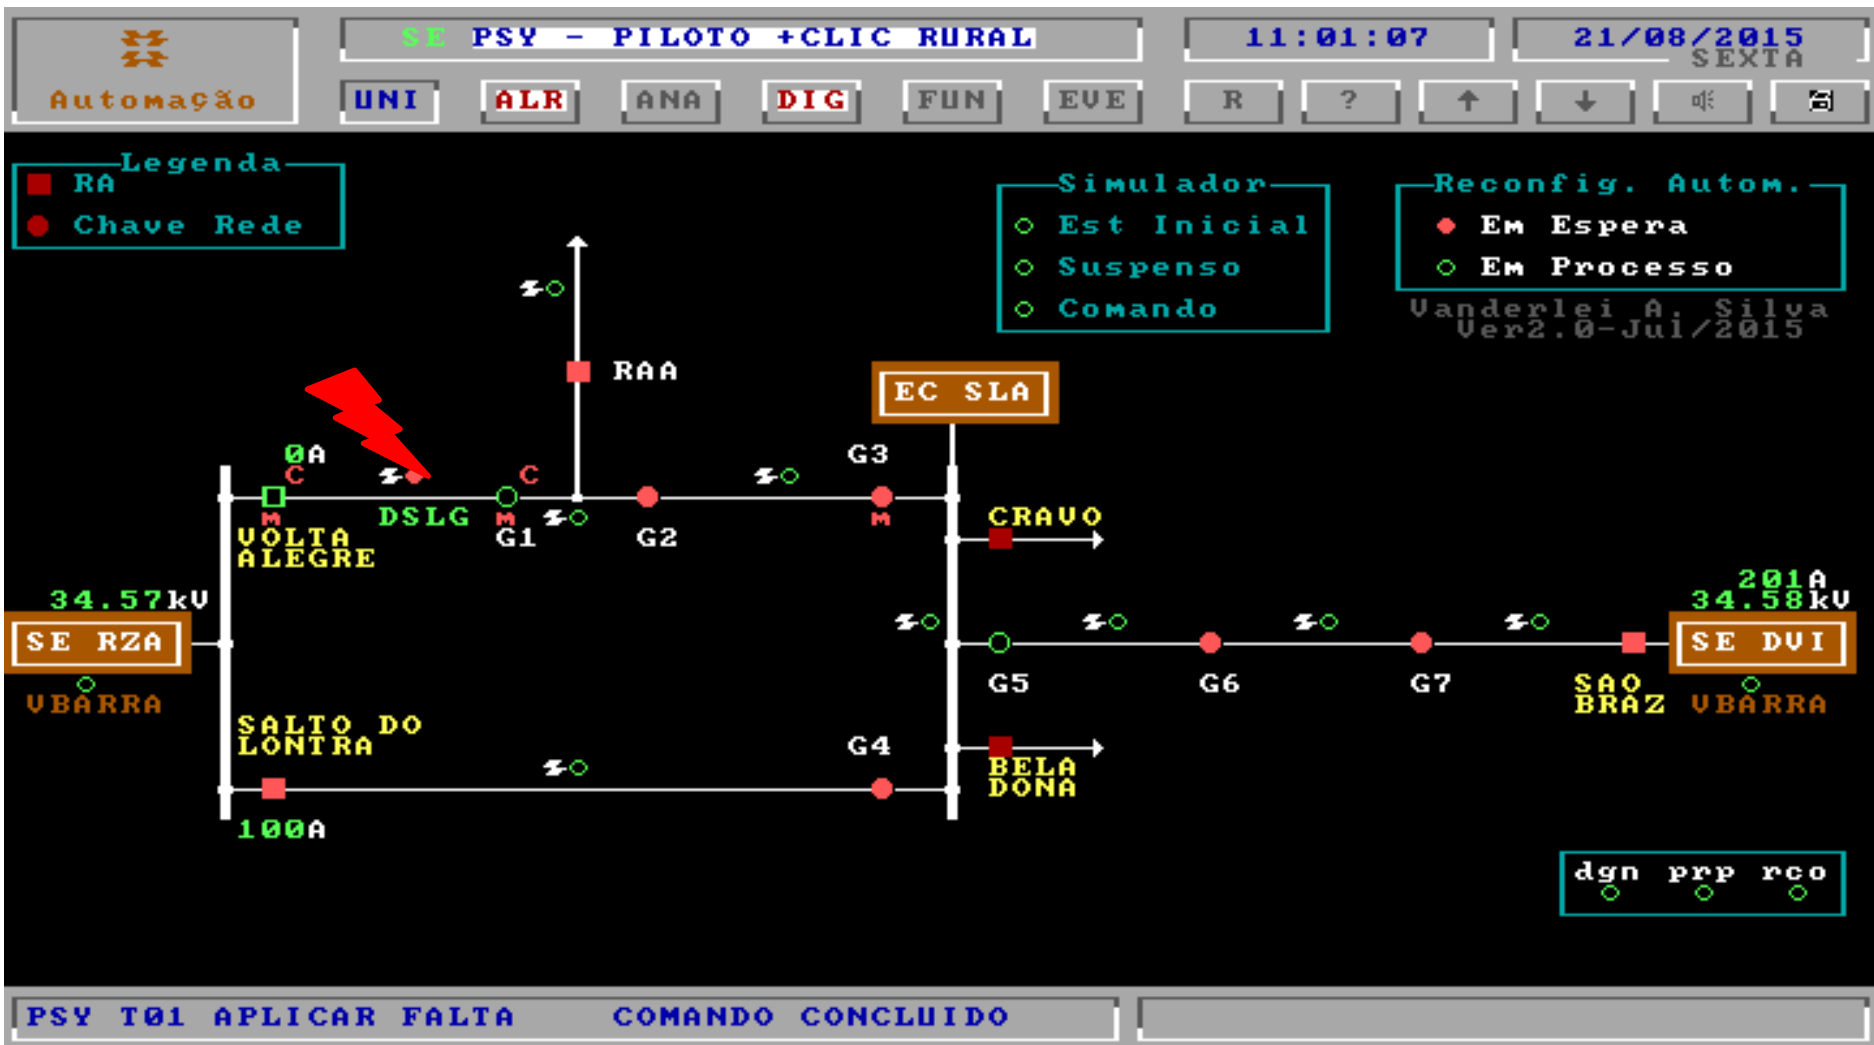 SE PSY - PILOTO +CLIC RURAL
11:01:07
21/08/2015
SEXTA
Automação
UNI ALR ANA DIG FUN EVE R ?
Legenda
RA
Chave Rede
Simulador
Est Inicial
Suspenso
Comando
Reconfig. Autom.
Em Espera
Em Processo
Vanderlei A. Silva
Ver2.0-Jul/2015
RAA
EC SLA
0A
C
C
G3
M
DSLG
M
M
G1
G2
VOLTA
ALEGRE
CRAVO
34.57kV
SE RZA
VBARRA
201A
34.58kV
SE DVI
VBARRA
G5
G6
G7
SAO
BRAZ
SALTO DO
LONTRA
G4
BELA
DONA
100A
dgn prp rco
PSY T01 APLICAR FALTA COMANDO CONCLUIDO